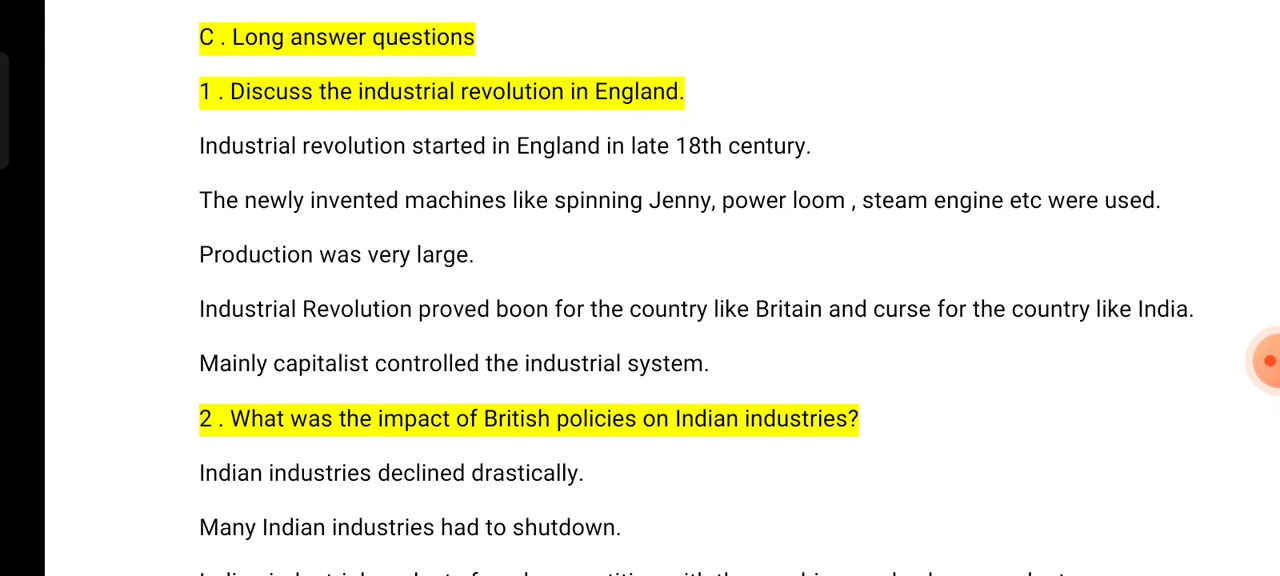 C . Long answer questions
1 . Discuss the industrial revolution in England.
Industrial revolution started in England in late 18th century.
The newly invented machines like spinning Jenny, power loom , steam engine etc were used.
Production was very large.
Industrial Revolution proved boon for the country like Britain and curse for the country like India.
Mainly capitalist controlled the industrial system.
2 . What was the impact of British policies on Indian industries?
Indian industries declined drastically.
Many Indian industries had to shutdown.